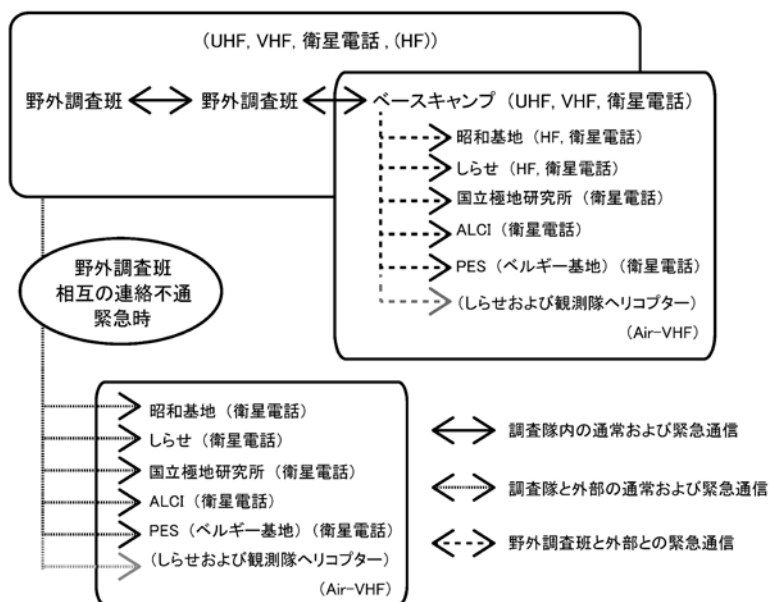 (UHF, VHF, 衛星電話 , (HF))
野外調査班
野外調査班
ベースキャンプ (UHF, VHF, 衛星電話)
昭和基地 (HF, 衛星電話)
しらせ (HF, 衛星電話)
国立極地研究所 (衛星電話)
ALCI (衛星電話)
PES (ベルギー基地) (衛星電話)
(しらせおよび観測隊ヘリコプター)
(Air-VHF)
野外調査班
相互の連絡不通
緊急時
昭和基地 (衛星電話)
しらせ (衛星電話)
国立極地研究所 (衛星電話)
ALCI (衛星電話)
PES (ベルギー基地) (衛星電話)
(しらせおよび観測隊ヘリコプター)
(Air-VHF)
調査隊内の通常および緊急通信
調査隊と外部の通常および緊急通信
野外調査班と外部との緊急通信